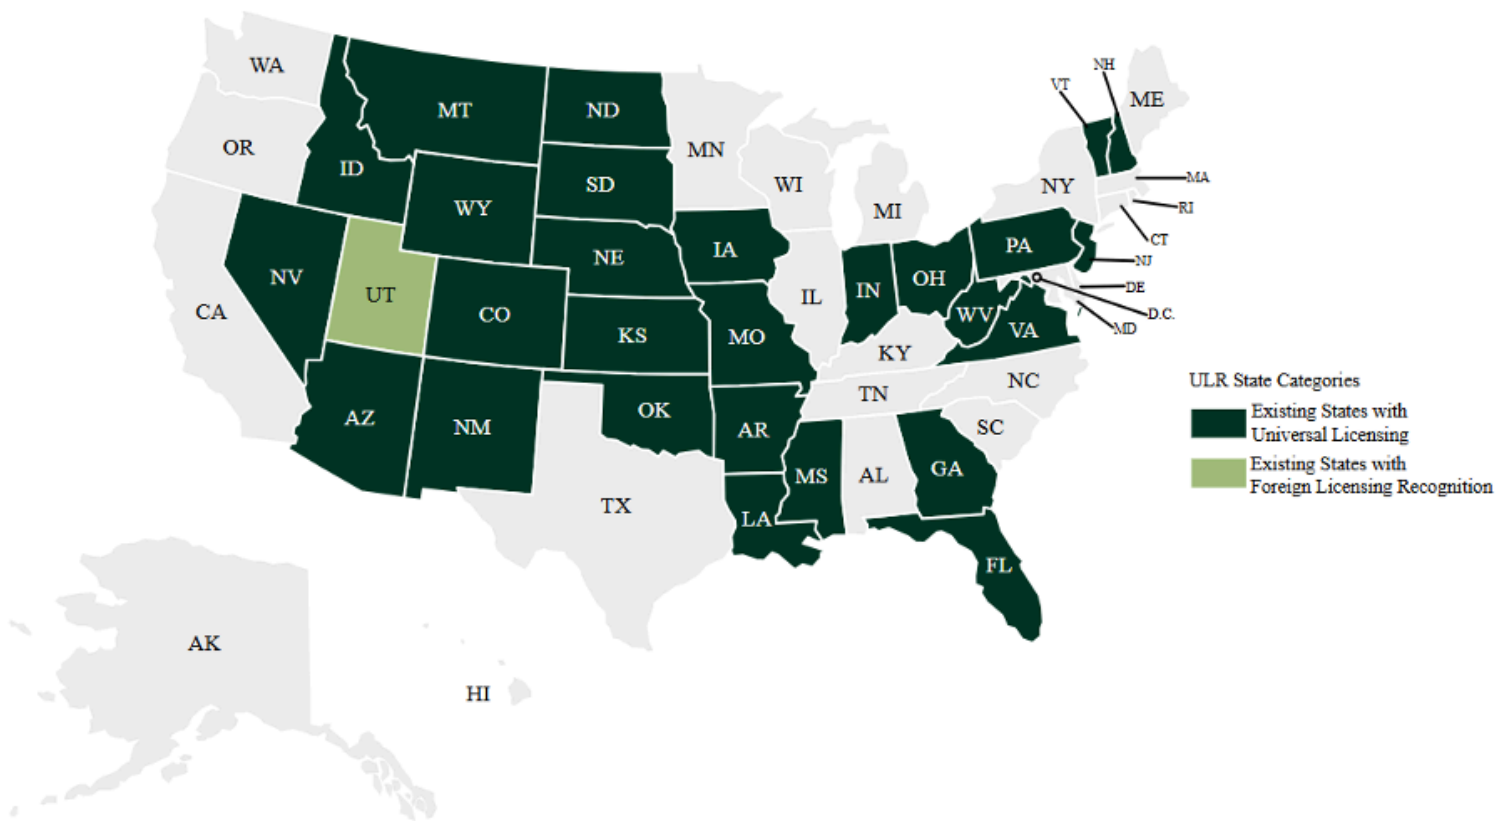 WA
MT
ND
MN
VT
NH
ME
OR
ID
SD
WI
NY
MA
WY
MI
RI
NV
NE
IA
PA
CT
UT
CO
IL
IN
OH
NJ
CA
KS
MO
WV
VA
DE
D.C.
MD
KY
AZ
NM
OK
AR
TN
NC
SC
TX
LA
MS
AL
GA
FL
AK
HI
ULR State Categories
Existing States with
Universal Licensing
Existing States with
Foreign Licensing Recognition